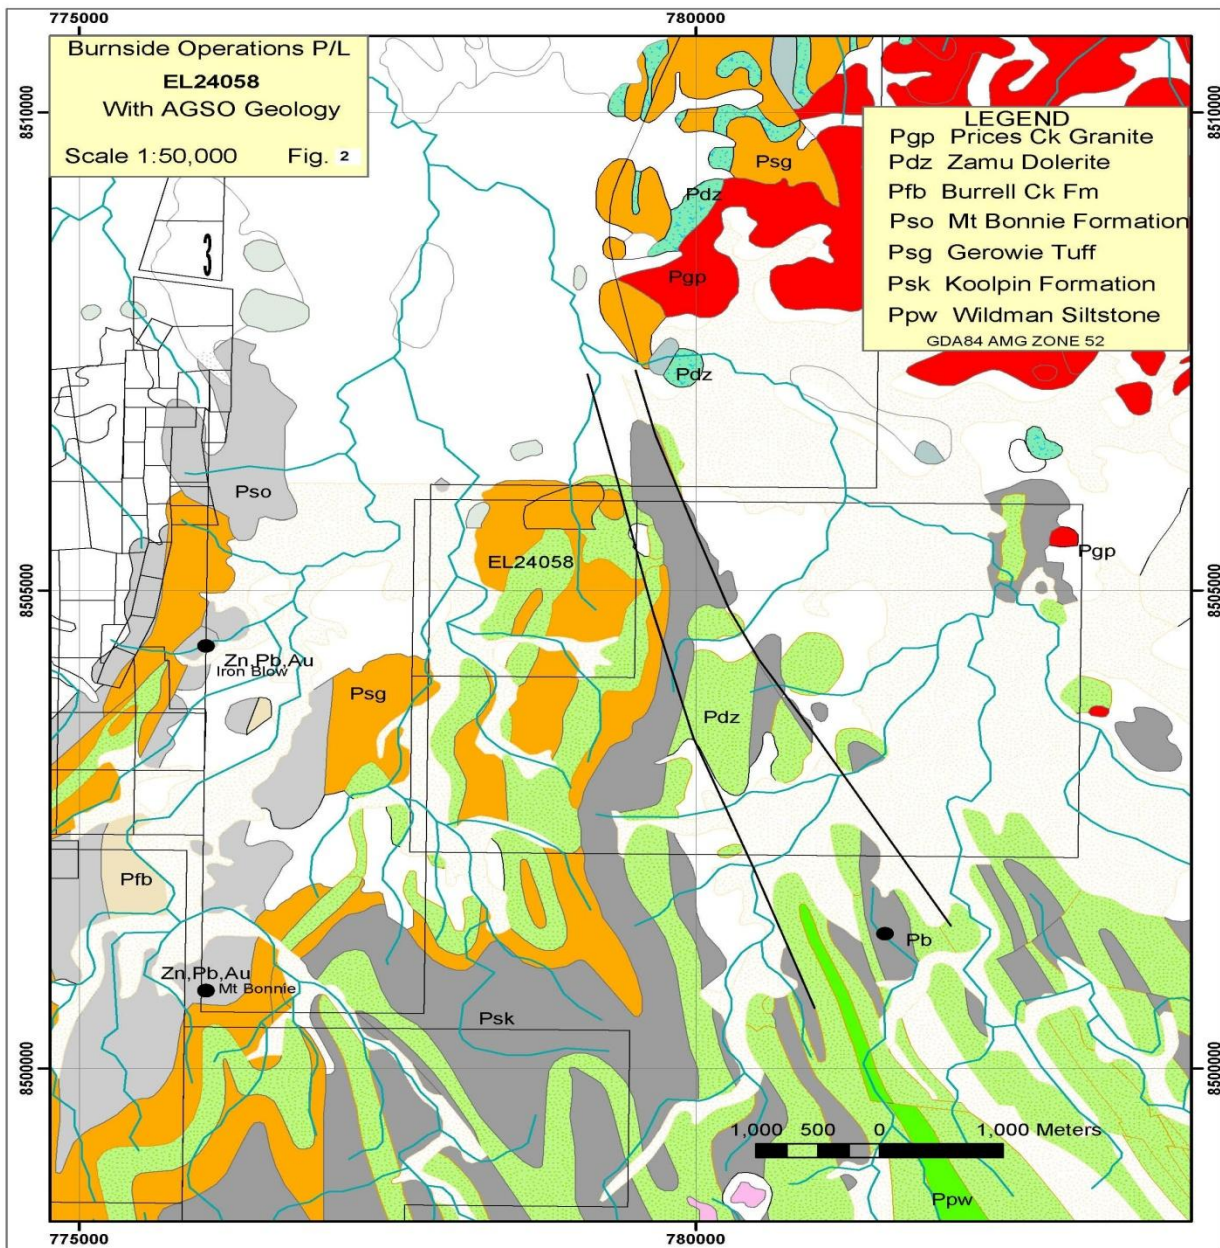 775000
780000
Burnside Operations P/L
EL24058
With AGSO Geology
Scale 1:50,000 Fig. 2
8510000
8510000
LEGEND
Pgp Prices Ck Granite
Pdz Zamu Dolerite
Pfb Burrell Ck Fm
Pso Mt Bonnie Formation
Psg Gerowie Tuff
Psk Koolpin Formation
Ppw Wildman Siltstone
GDA84 AMG ZONE 52
Psg
Pdz
3
Pgp
Pdz
Pso
EL24058
Pgp
8505000
8505000
Zn,Pb,Au
Iron Blow
Psg
Pdz
Pfb
Pb
Zn,Pb,Au
Mt Bonnie
Psk
8500000
8500000
1,000 500 0 1,000 Meters
Ppw
775000
780000